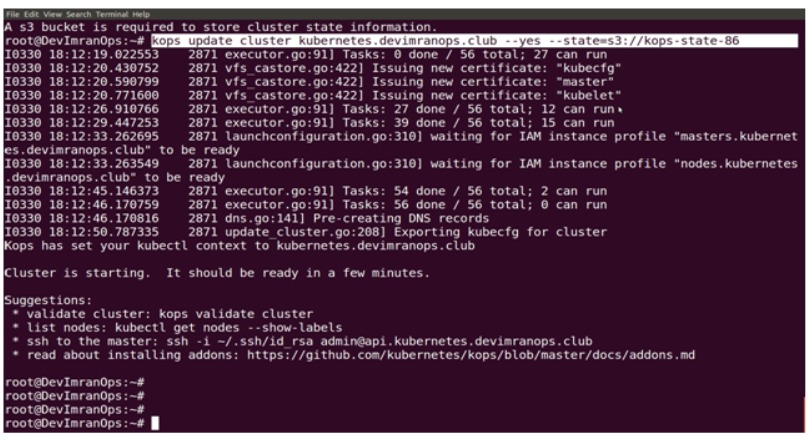 File Edit View Search Terminal Help
A s3 bucket is required to store cluster state information.
root@DevImranOps:~# kops update cluster kubernetes.devimranops.club --yes --state=s3://kops-state-86
I0330 18:12:19.022553    2871 executor.go:91] Tasks: 0 done / 56 total; 27 can run
I0330 18:12:20.430752    2871 vfs_castore.go:422] Issuing new certificate: "kubecfg"
I0330 18:12:20.590799    2871 vfs_castore.go:422] Issuing new certificate: "master"
I0330 18:12:20.771600    2871 vfs_castore.go:422] Issuing new certificate: "kubelet"
I0330 18:12:26.910766    2871 executor.go:91] Tasks: 27 done / 56 total; 12 can run
I0330 18:12:29.447253    2871 executor.go:91] Tasks: 39 done / 56 total; 15 can run
I0330 18:12:33.262695    2871 launchconfiguration.go:310] waiting for IAM instance profile "masters.kubernet
es.devimranops.club" to be ready
I0330 18:12:33.263549    2871 launchconfiguration.go:310] waiting for IAM instance profile "nodes.kubernetes
.devimranops.club" to be ready
I0330 18:12:45.146373    2871 executor.go:91] Tasks: 54 done / 56 total; 2 can run
I0330 18:12:46.170759    2871 executor.go:91] Tasks: 56 done / 56 total; 0 can run
I0330 18:12:46.170816    2871 dns.go:141] Pre-creating DNS records
I0330 18:12:50.787335    2871 update_cluster.go:208] Exporting kubecfg for cluster
Kops has set your kubectl context to kubernetes.devimranops.club
Cluster is starting.  It should be ready in a few minutes.
Suggestions:
 * validate cluster: kops validate cluster
 * list nodes: kubectl get nodes --show-labels
 * ssh to the master: ssh -i ~/.ssh/id_rsa admin@api.kubernetes.devimranops.club
 * read about installing addons: https://github.com/kubernetes/kops/blob/master/docs/addons.md
root@DevImranOps:~#
root@DevImranOps:~#
root@DevImranOps:~#
root@DevImranOps:~#